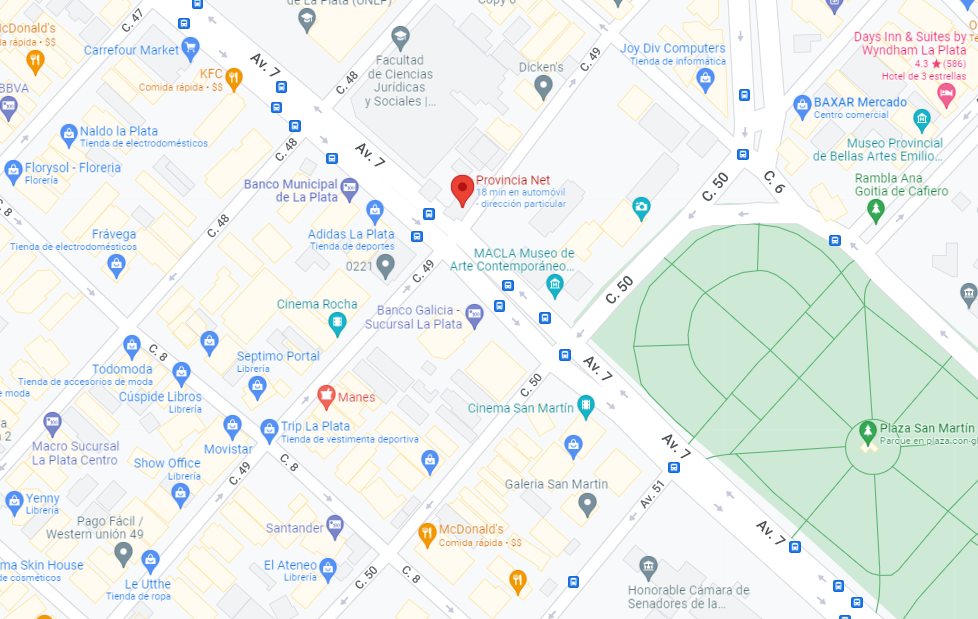 de La Plata (UNLP)
Copy 6
C. 47
McDonald's
Comida rápida • $$
Carrefour Market
Av. 7
KFC
Comida rápida • $$
BBVA
C. 48
Facultad
de Ciencias
Jurídicas
y Sociales |...
Dicken's
C. 49
Joy Div Computers
Tienda de informática
Days Inn & Suites by
Wyndham La Plata
4.3 ★ (586)
Hotel de 3 estrellas
BAXAR Mercado
Centro comercial
Naldo la Plata
Tienda de electrodomésticos
C. 48
Av. 7
Museo Provincial
de Bellas Artes Emilio...
Florysol - Floreria
Florería
Banco Municipal
de La Plata
Provincia Net
18 min en automóvil
- dirección particular
C. 50
C. 6
Rambla Ana
Goitia de Cafiero
C. 8
C. 48
Frávega
Tienda de electrodomésticos
Adidas La Plata
Tienda de deportes
0221
C. 49
MACLA Museo de
Arte Contemporáneo...
C. 50
Cinema Rocha
Banco Galicia -
Sucursal La Plata
C. 8
Septimo Portal
Librería
Todomoda
Tienda de accesorios de moda
e moda
Cúspide Libros
Librería
C. 50
Av. 7
Manes
Cinema San Martín
Trip La Plata
Tienda de vestimenta deportiva
Movistar
Macro Sucursal
La Plata Centro
n 2
Plaza San Martín
Parque en plaza con gl
Av. 7
Show Office
Librería
C. 49
C. 8
Galeria San Martin
Av. 51
Yenny
Librería
Pago Fácil /
Western unión 49
Santander
McDonald's
Comida rápida • $$
Av. 7
ma Skin House
de cosméticos
Le Utthe
Tienda de ropa
El Ateneo
Librería
C. 50
C. 8
Honorable Cámara de
Senadores de la...